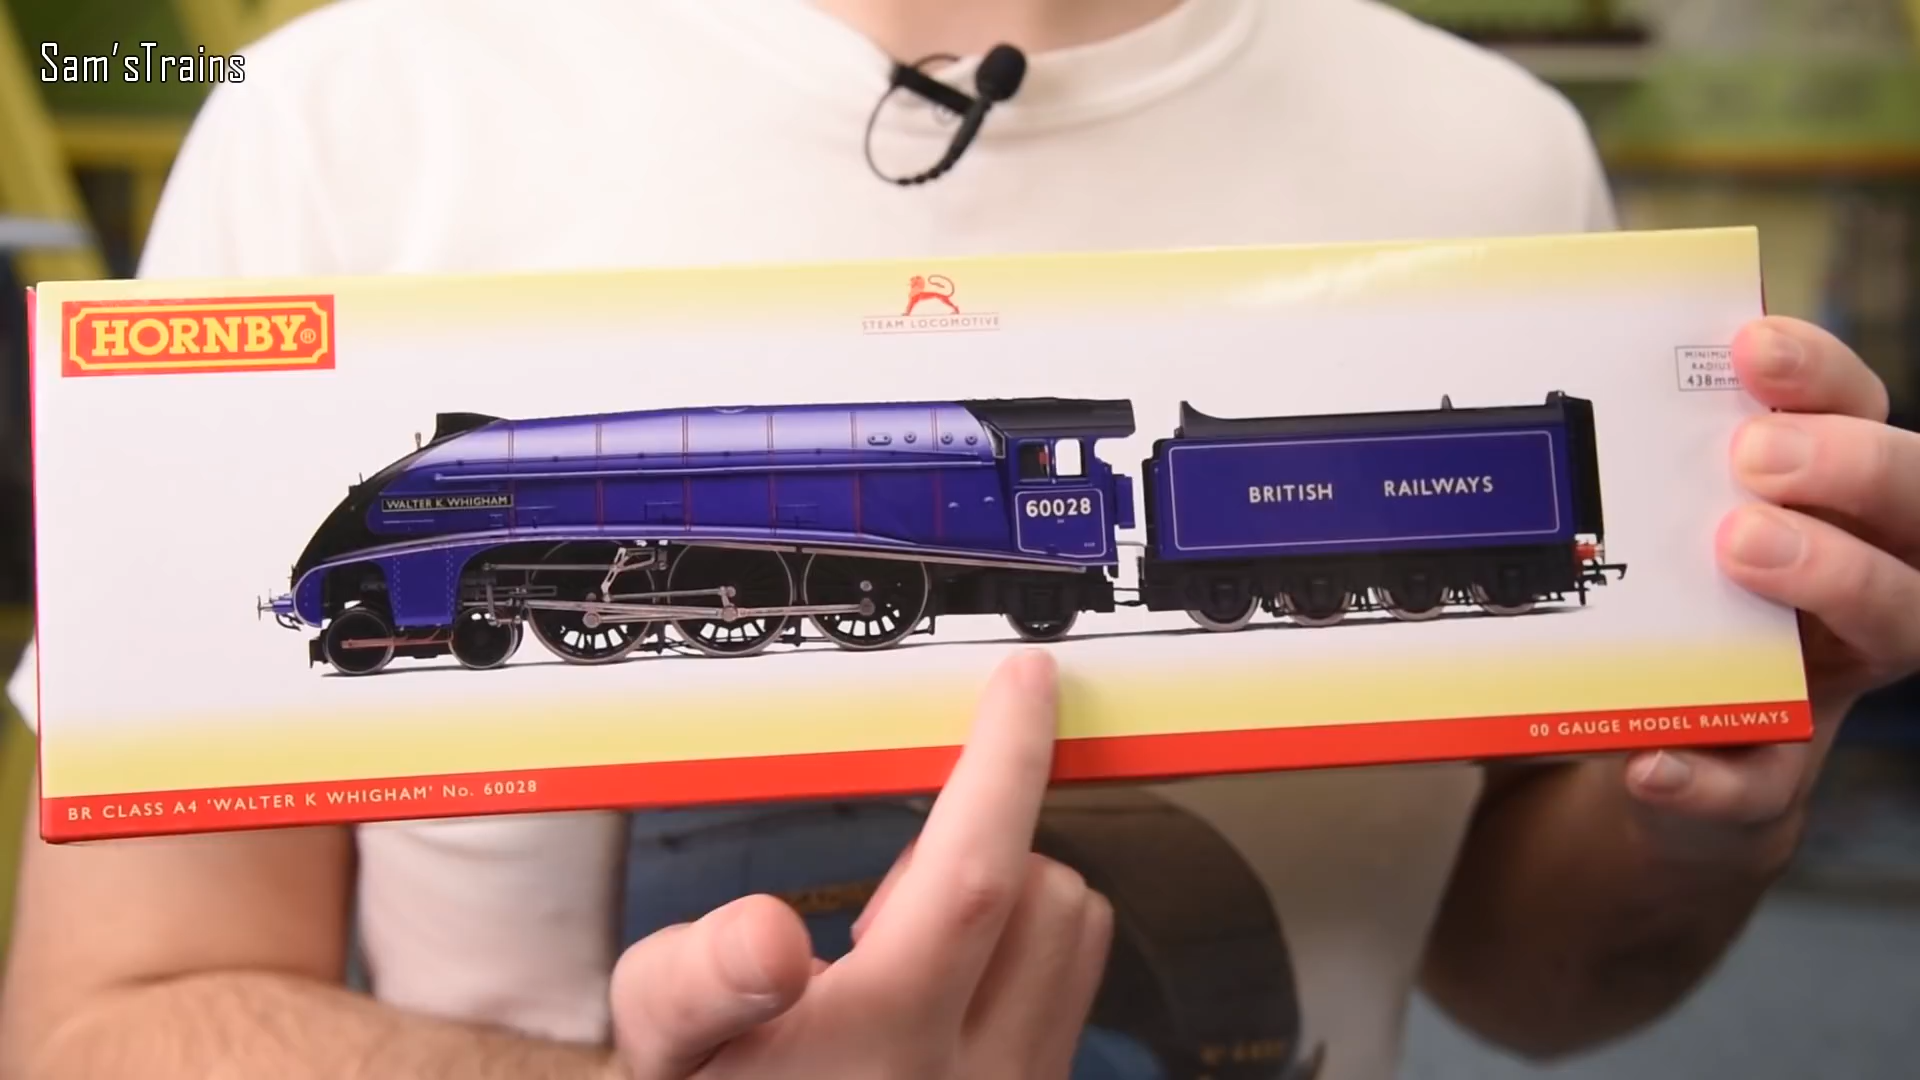 Sam'sTrains
HORNBY®
STEAM LOCOMOTIVE
438mm
WALTER K WHIGHAM
60028
BRITISH RAILWAYS
00 GAUGE MODEL RAILWAYS
BR CLASS A4 'WALTER K WHIGHAM' No. 60028